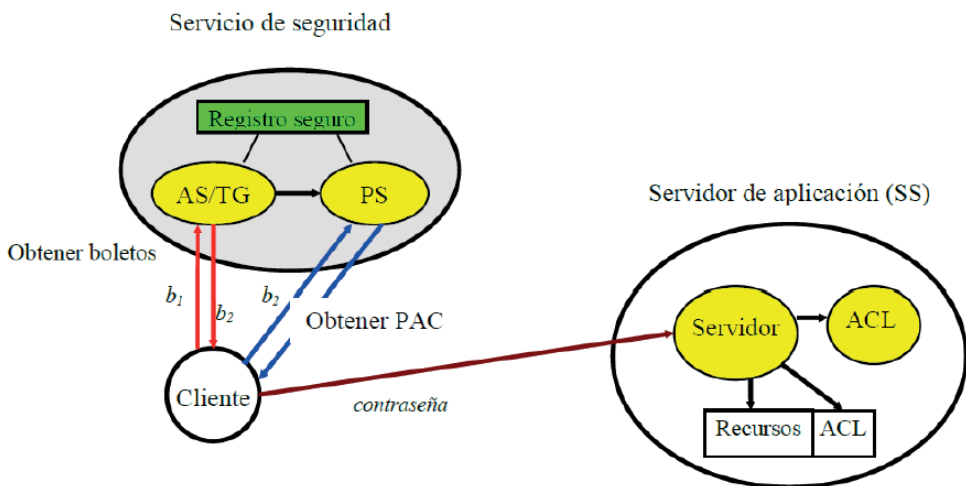 Servicio de seguridad
Registro seguro
AS/TG
PS
Servidor de aplicación (SS)
Obtener boletos
b1
b2
b2
Obtener PAC
Servidor
ACL
Cliente
contraseña
Recursos
ACL